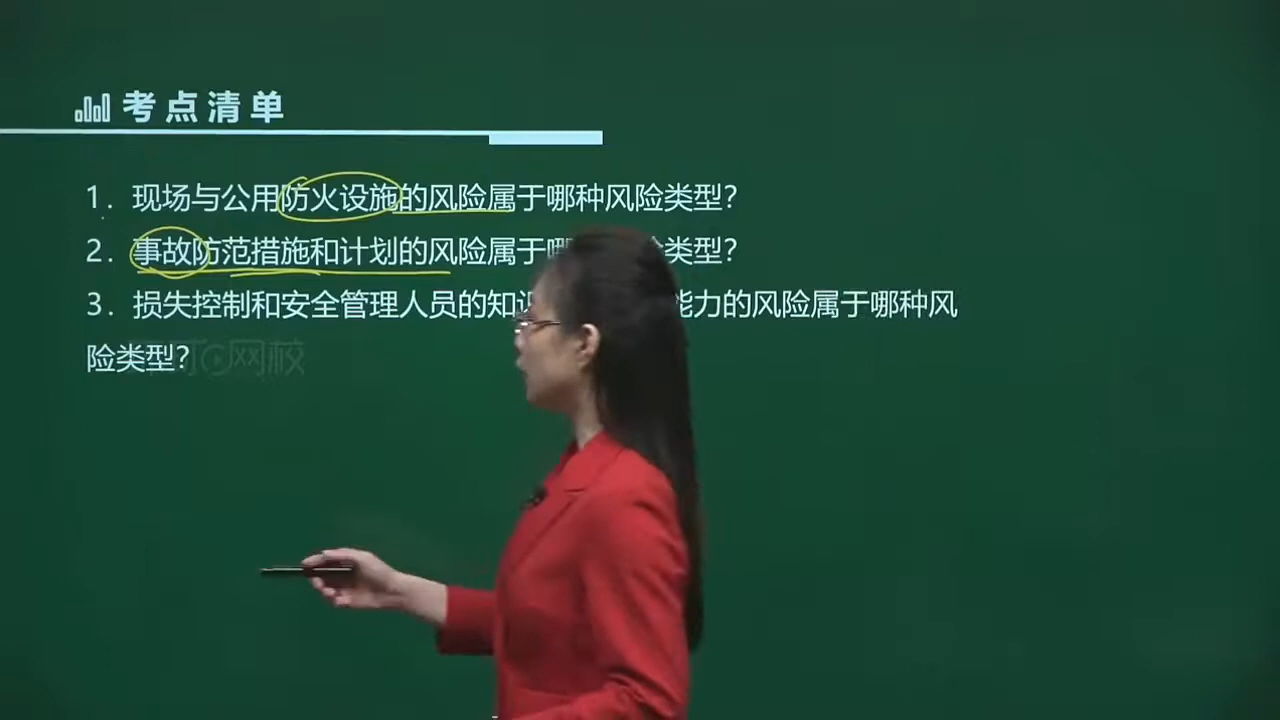 考点清单
1. 现场与公用防火设施的风险属于哪种风险类型?
2. 事故防范措施和计划的风险属于 类型?
3. 损失控制和安全管理人员的知 能力的风险属于哪种风
险类型?
网校